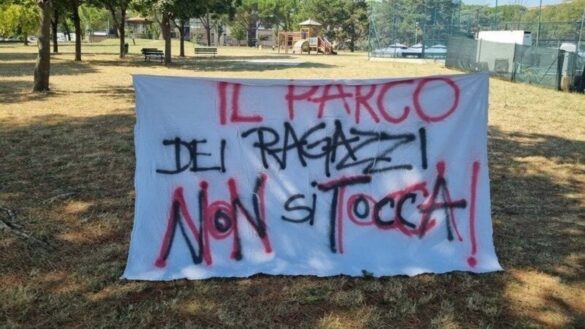 IL PARCO
DEI RAGAZZI
NON SI TOCCA!